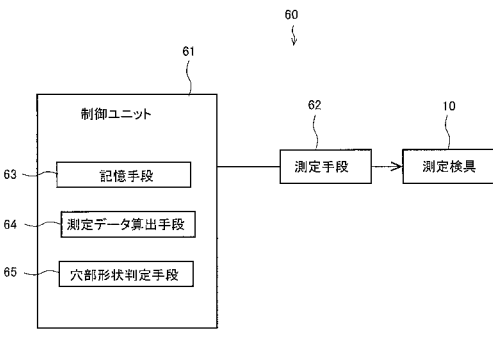 60
61
制御ユニット
62
10
63
記憶手段
測定手段
測定検具
64
測定データ算出手段
65
穴部形状判定手段